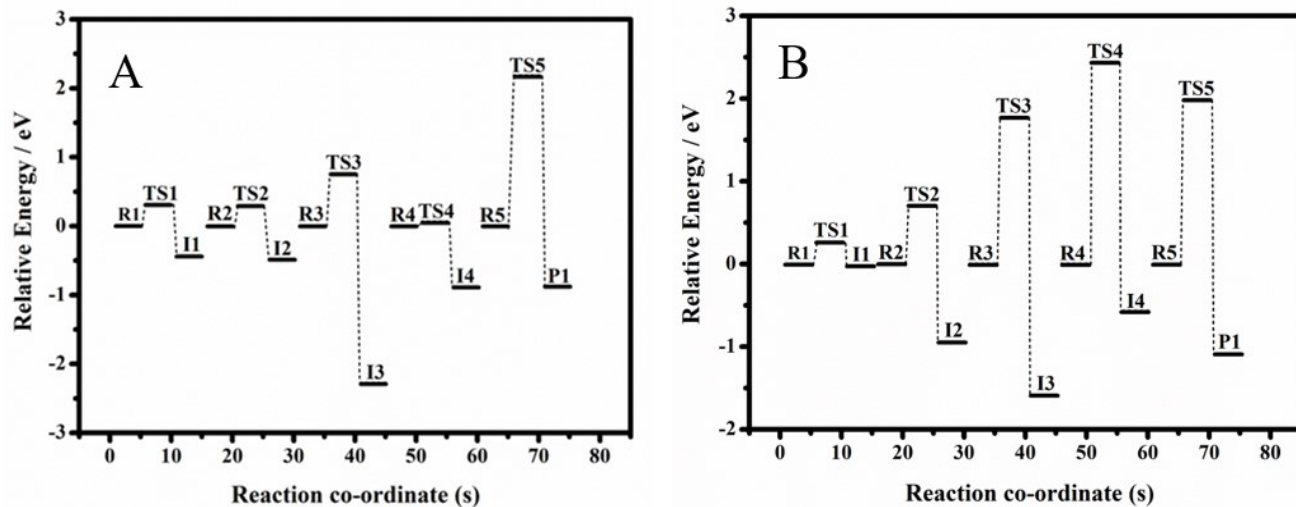 A
3
2
1
0
-1
-2
-3
Relative Energy / eV
R1 TS1 I1 R2 TS2 I2 R3 TS3 I3 R4 TS4 I4 R5 TS5 P1
0 10 20 30 40 50 60 70 80
Reaction co-ordinate (s)
B
3
2
1
0
-1
-2
Relative Energy / eV
R1 TS1 I1 R2 TS2 I2 R3 TS3 I3 R4 TS4 I4 R5 TS5 P1
0 10 20 30 40 50 60 70 80
Reaction co-ordinate (s)